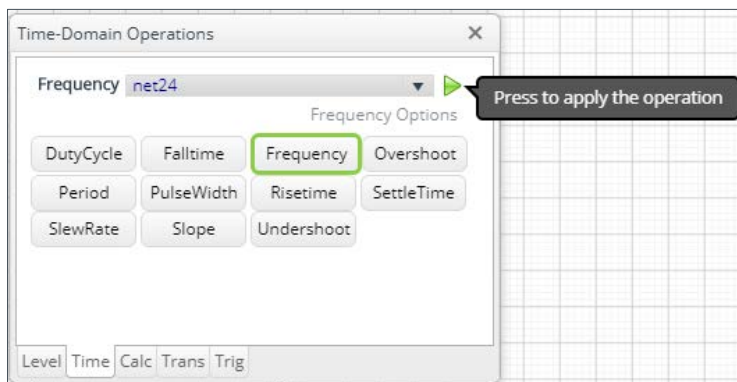 Time-Domain Operations
Frequency net24
Press to apply the operation
Frequency Options
DutyCycle Falltime Frequency Overshoot
Period PulseWidth Risetime SettleTime
SlewRate Slope Undershoot
Level Time Calc Trans Trig